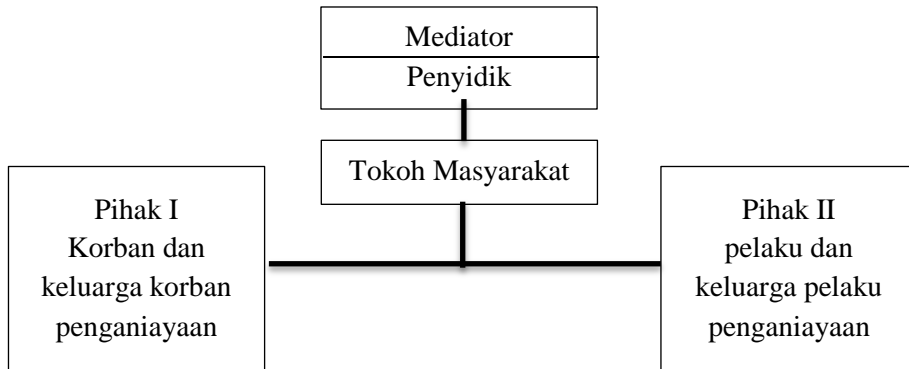 Mediator
Penyidik
Tokoh Masyarakat
Pihak I
Korban dan
keluarga korban
penganiayaan
Pihak II
pelaku dan
keluarga pelaku
penganiayaan